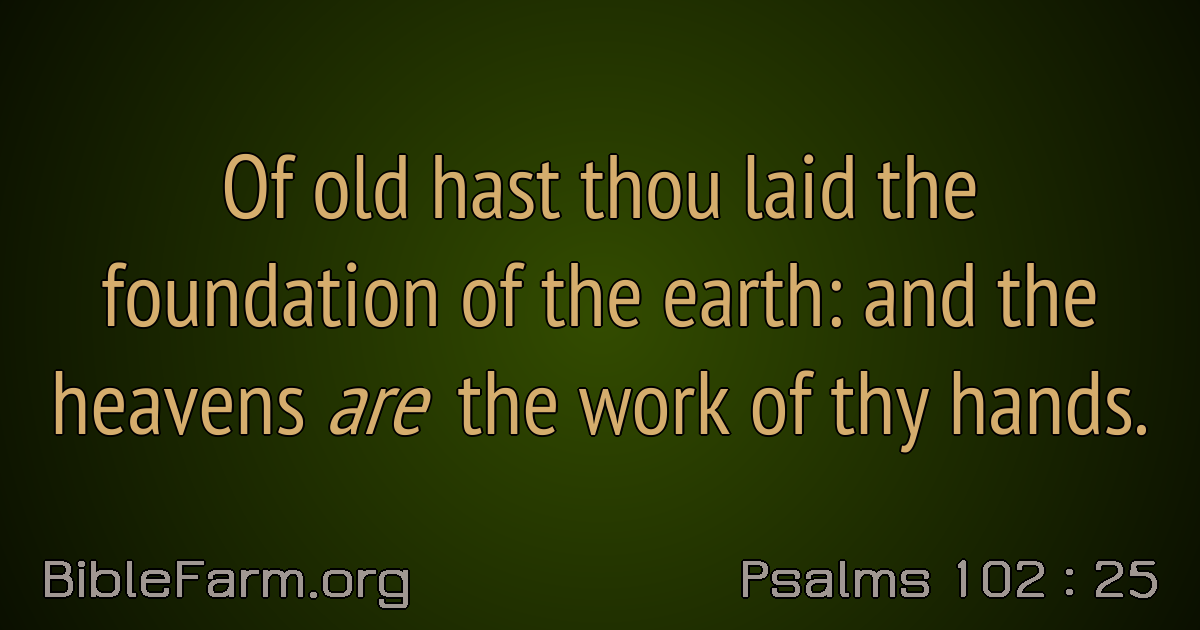 Of old hast thou laid the
foundation of the earth: and the
heavens are the work of thy hands.
BibleFarm.org
Psalms 102 : 25